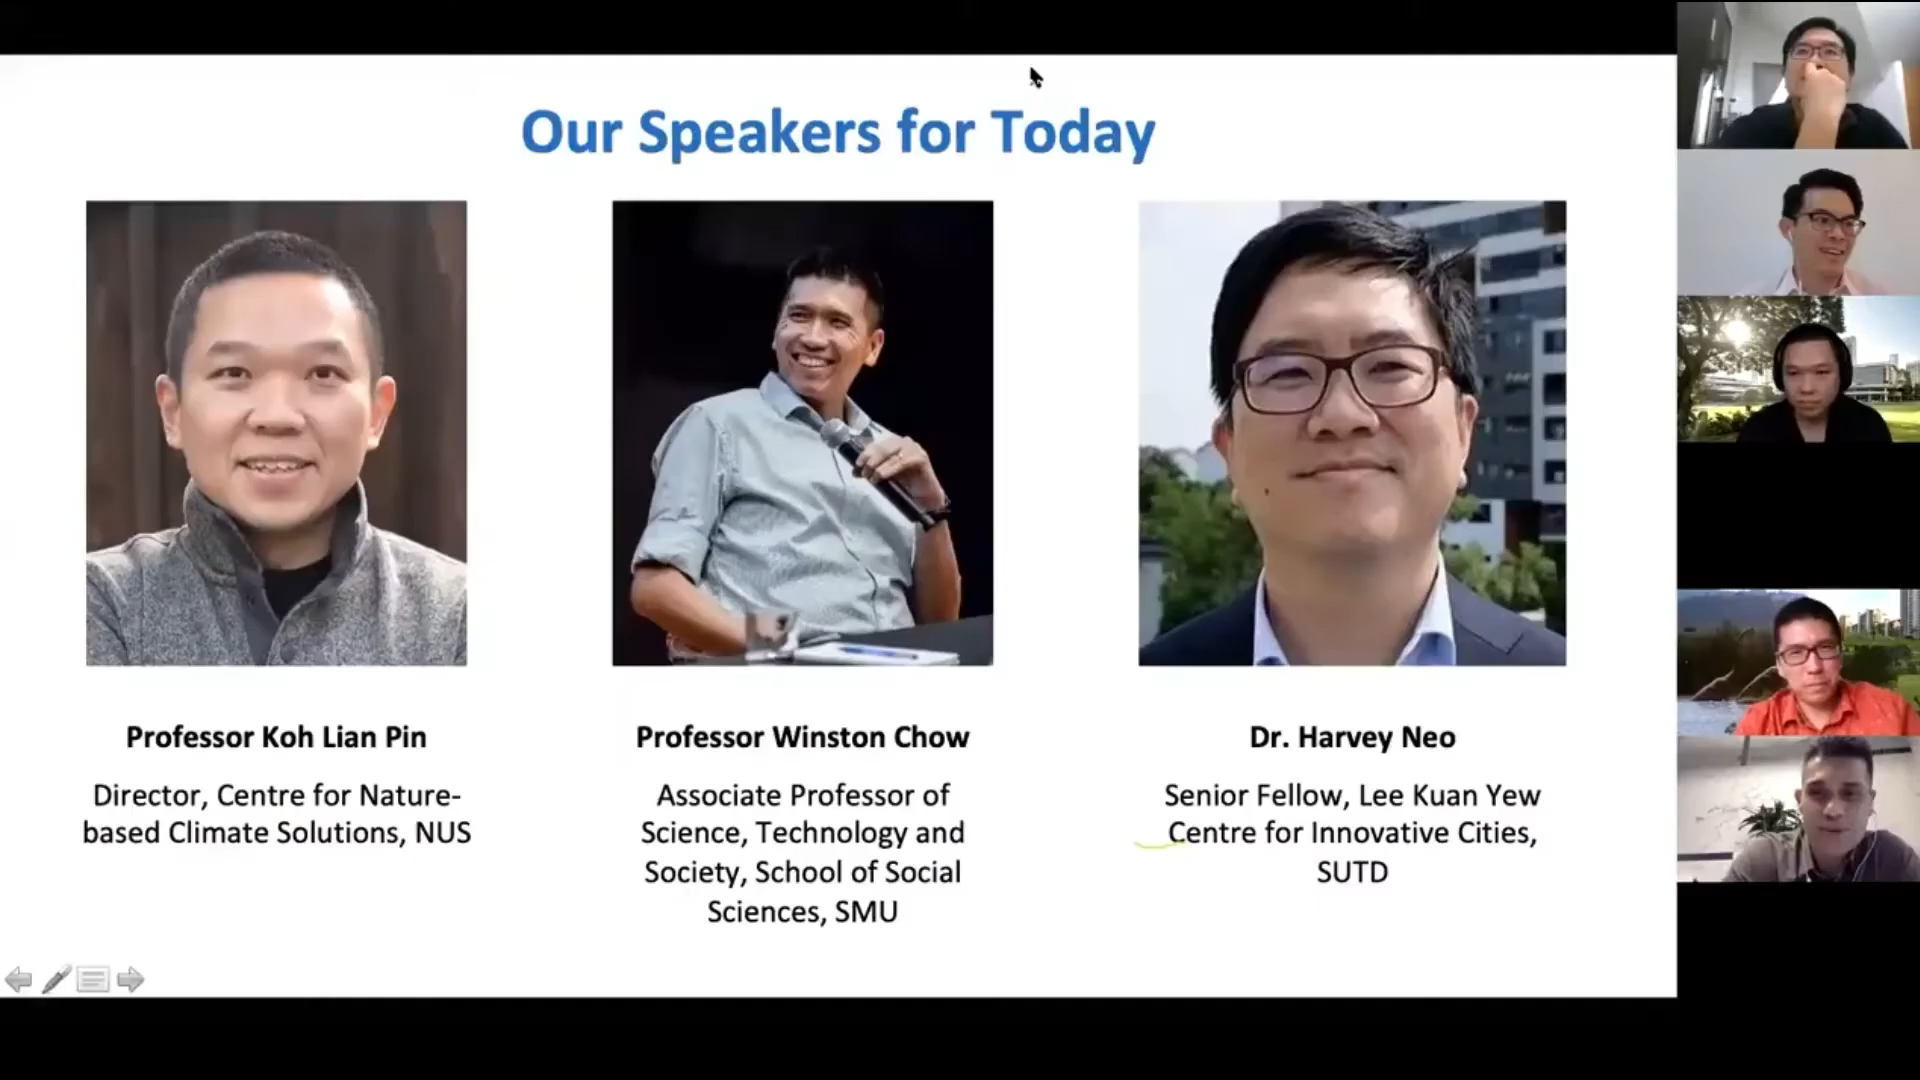 Our Speakers for Today
Professor Koh Lian Pin
Director, Centre for Nature-
based Climate Solutions, NUS
Professor Winston Chow
Associate Professor of
Science, Technology and
Society, School of Social
Sciences, SMU
Dr. Harvey Neo
Senior Fellow, Lee Kuan Yew
Centre for Innovative Cities,
SUTD